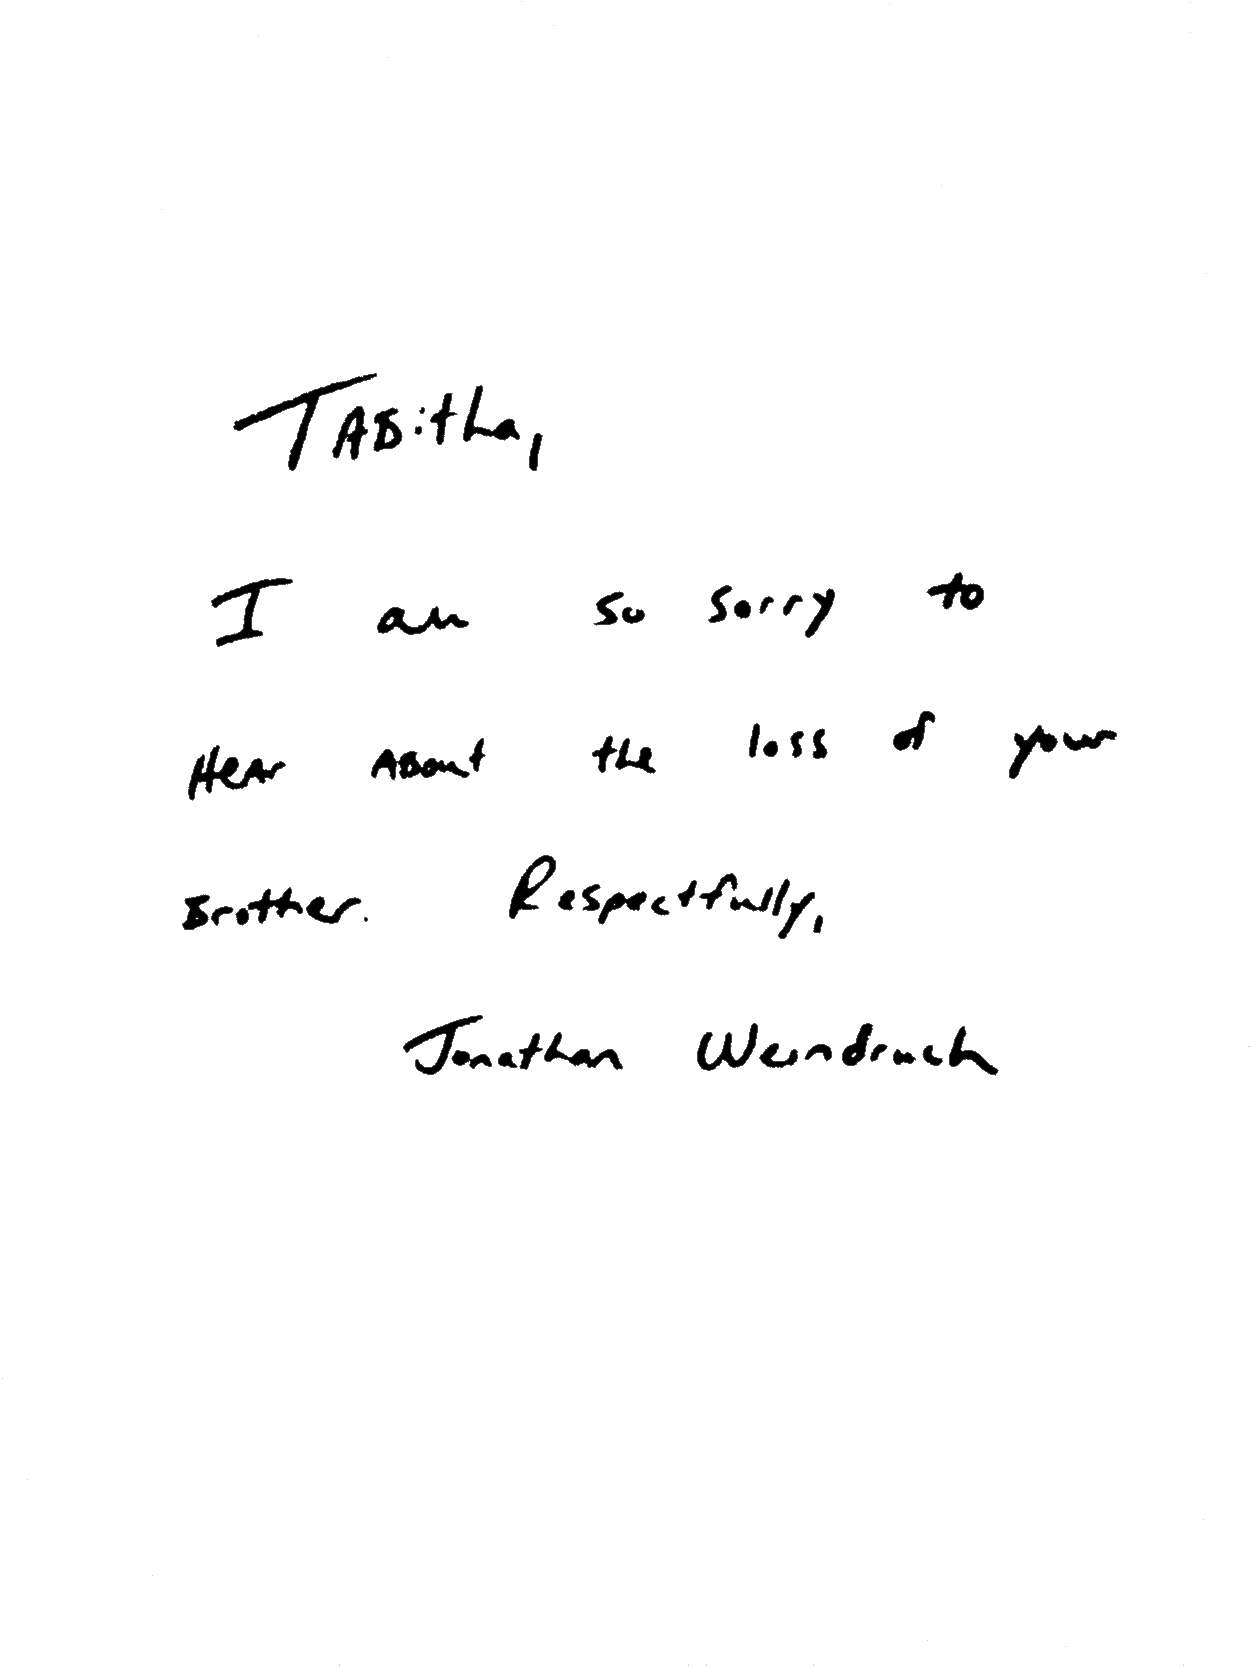 TABitha,
I am so sorry to
Hear ABout the loss of your
Brother. Respectfully,
Jonathan Weindruch